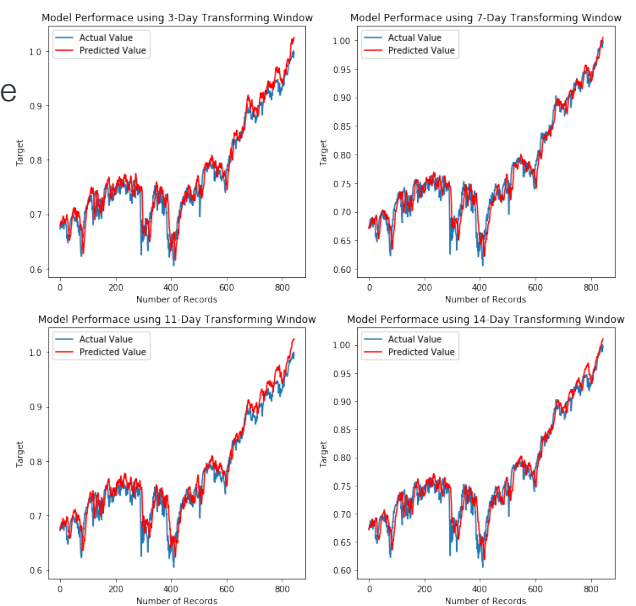 Model Performace using 3-Day Transforming Window
Actual Value
Predicted Value
1.0
0.9
0.8
0.7
0.6
Target
0
200
400
600
800
Number of Records
Model Performace using 7-Day Transforming Window
Actual Value
Predicted Value
1.00
0.95
0.90
0.85
0.80
0.75
0.70
0.65
0.60
Target
0
200
400
600
800
Number of Records
e
Model Performace using 11-Day Transforming Window
Actual Value
Predicted Value
1.0
0.9
0.8
0.7
0.6
Target
0
200
400
600
800
Number of Records
Model Performace using 14-Day Transforming Window
Actual Value
Predicted Value
1.00
0.95
0.90
0.85
0.80
0.75
0.70
0.65
0.60
Target
0
200
400
600
800
Number of Records